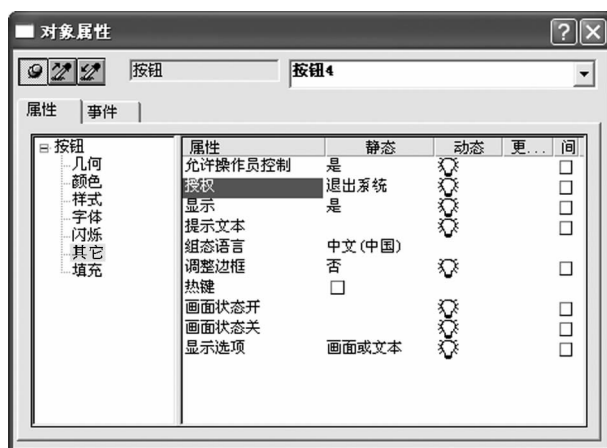 对象属性
按钮 按钮4
属性 事件
按钮
几何
颜色
样式
字体
闪烁
其它
填充
属性 静态 动态 更... 间
允许操作员控制 是
授权 退出系统
显示 是
提示文本
组态语言 中文(中国)
调整边框 否
热键
画面状态开
画面状态关
显示选项 画面或文本